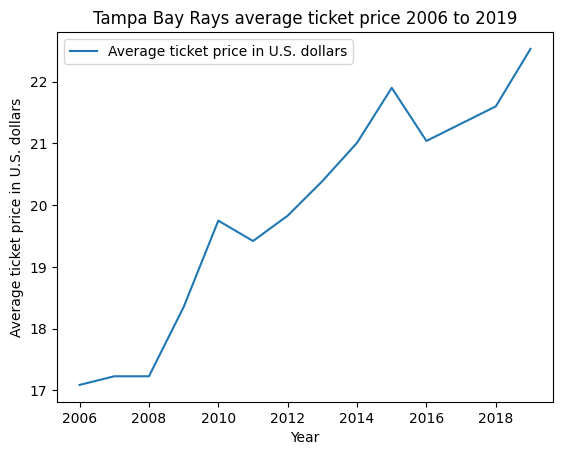 Tampa Bay Rays average ticket price 2006 to 2019
Average ticket price in U.S. dollars
Average ticket price in U.S. dollars
22
21
20
19
18
17
2006 2008 2010 2012 2014 2016 2018
Year